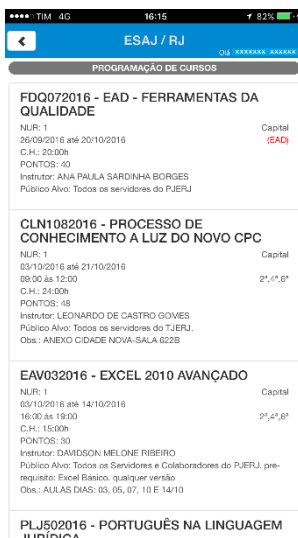 TIM 4G 16:15 82%
ESAJ / RJ
Olá xxxxxxx xxxxxx
PROGRAMAÇÃO DE CURSOS
FDQ072016 - EAD - FERRAMENTAS DA
QUALIDADE
NUR: 1 Capital
26/09/2016 até 20/10/2016 (EAD)
C.H.: 20:00h
PONTOS: 40
Instrutor: ANA PAULA SARDINHA BORGES
Público Alvo: Todos os servidores do PJERJ
CLN1082016 - PROCESSO DE
CONHECIMENTO A LUZ DO NOVO CPC
NUR: 1 Capital
03/10/2016 até 21/10/2016
09:00 às 12:00 2ª,4ª,6ª
C.H.: 24:00h
PONTOS: 48
Instrutor: LEONARDO DE CASTRO GOMES
Público Alvo: Todos os servidores do TJERJ.
Obs.: ANEXO CIDADE NOVA-SALA 622B
EAV032016 - EXCEL 2010 AVANÇADO
NUR: 1 Capital
03/10/2016 até 14/10/2016
16:00 às 19:00 2ª,4ª,6ª
C.H.: 15:00h
PONTOS: 30
Instrutor: DAVIDSON MELONE RIBEIRO
Público Alvo: Todos os Servidores e Colaboradores do PJERJ. pre-
requisito: Excel Básico. qualquer versão
Obs.: AULAS DIAS: 03, 05, 07, 10 E 14/10
PLJ502016 - PORTUGUÊS NA LINGUAGEM
JURÍDICA